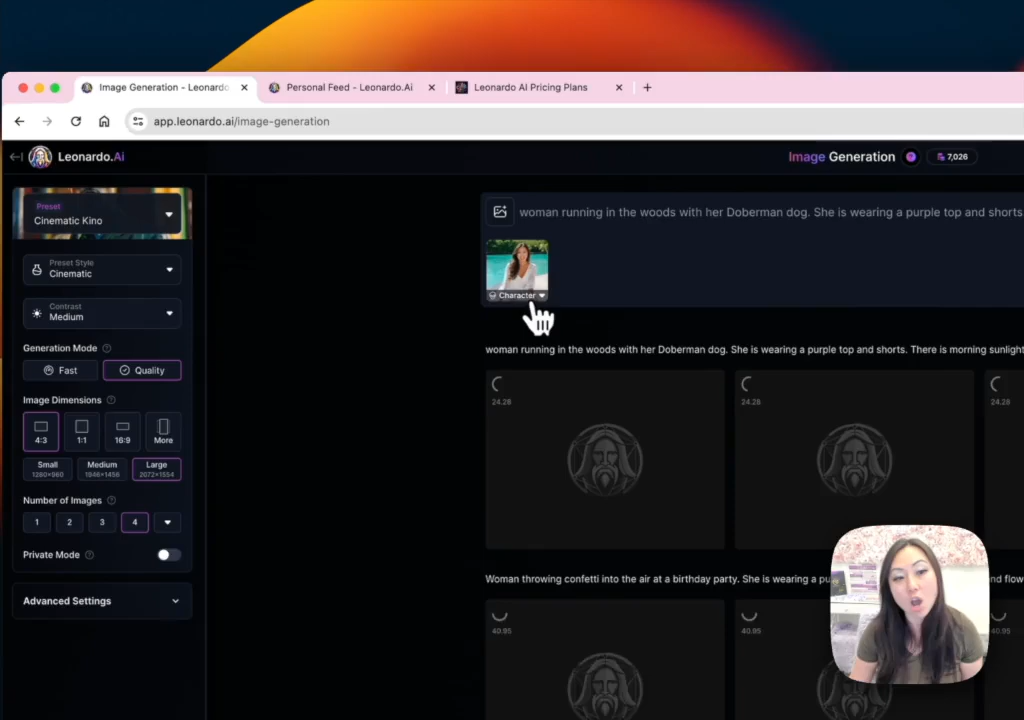 Image Generation - Leonardo
Personal Feed - Leonardo.Ai
Leonardo AI Pricing Plans
app.leonardo.ai/image-generation
Leonardo.Ai
Image Generation
7,026
Preset
Cinematic Kino
woman running in the woods with her Doberman dog. She is wearing a purple top and shorts
Preset Style
Cinematic
Character
Contrast
Medium
Generation Mode
Fast
Quality
woman running in the woods with her Doberman dog. She is wearing a purple top and shorts. There is morning sunlight
24.28
24.28
24.28
Image Dimensions
4:3
1:1
16:9
More
Small
1280×960
Medium
1946×1456
Large
2072×1554
Number of Images
1
2
3
4
Private Mode
Advanced Settings
Woman throwing confetti into the air at a birthday party. She is wearing a
40.95
40.95
40.95